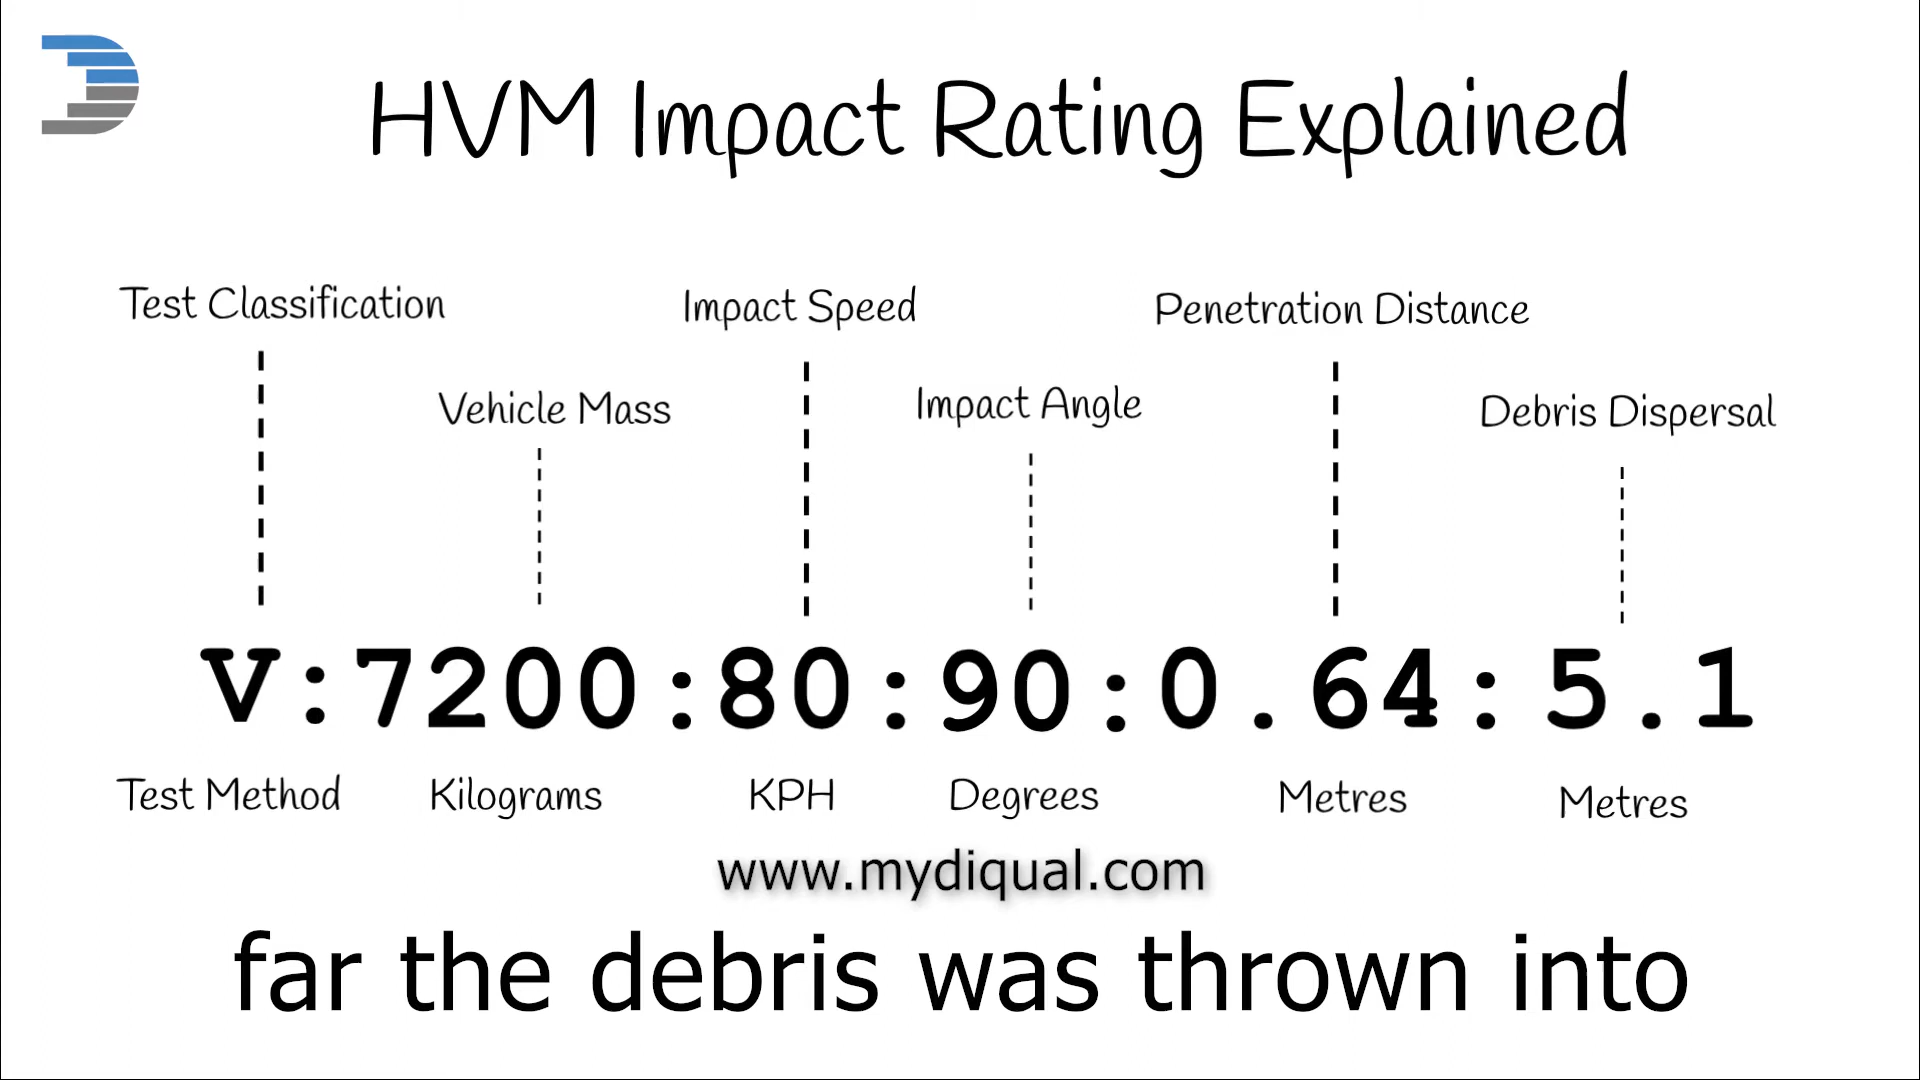 HVM Impact Rating Explained
Test Classification
Impact Speed
Penetration Distance
Vehicle Mass
Impact Angle
Debris Dispersal
V:7200:80:90:0.64:5.1
Test Method
Kilograms
KPH
Degrees
Metres
Metres
www.mydiqual.com
far the debris was thrown into